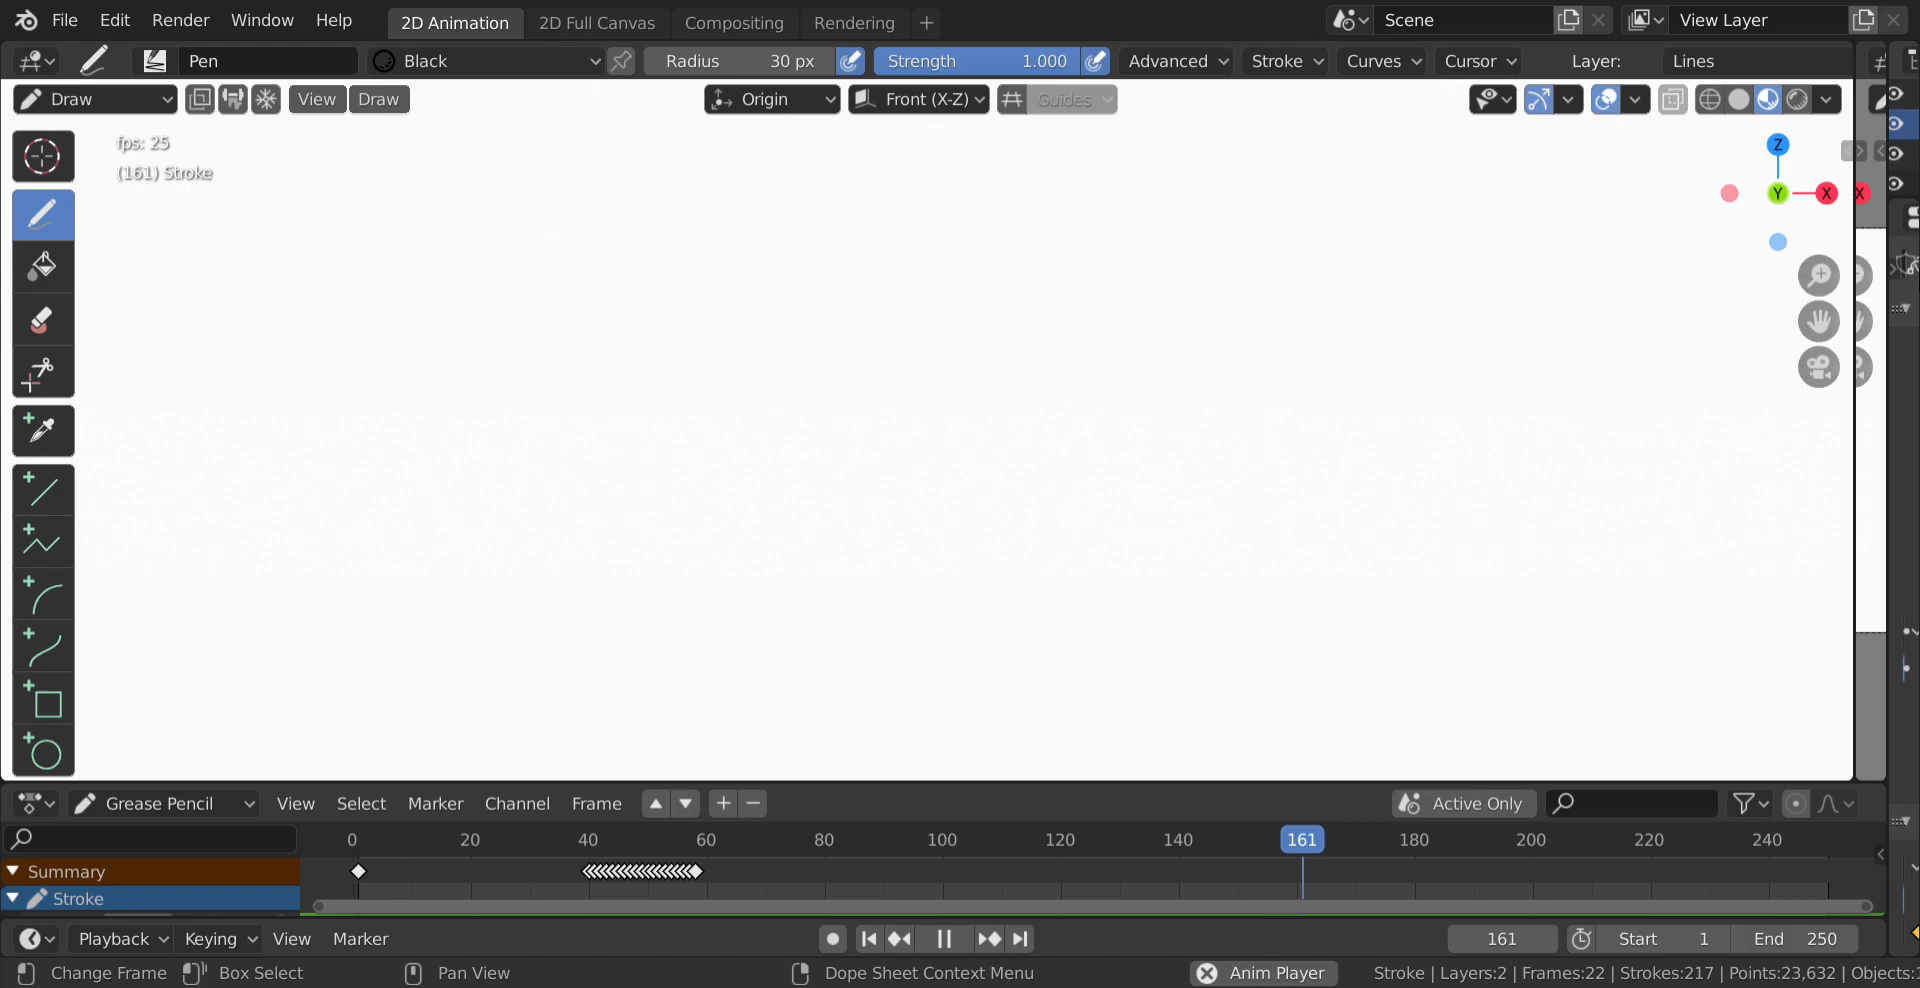 File Edit Render Window Help 2D Animation 2D Full Canvas Compositing Rendering + Scene View Layer
Pen Black Radius 30 px Strength 1.000 Advanced Stroke Curves Cursor Layer: Lines
Draw View Draw Origin Front (X-Z) Guides
fps: 25
(161) Stroke
Z
Y X X
Grease Pencil View Select Marker Channel Frame Active Only
0 20 40 60 80 100 120 140 161 180 200 220 240
Summary
Stroke
Playback Keying View Marker 161 Start 1 End 250
Change Frame Box Select Pan View Dope Sheet Context Menu Anim Player Stroke | Layers:2 | Frames:22 | Strokes:217 | Points:23,632 | Objects: